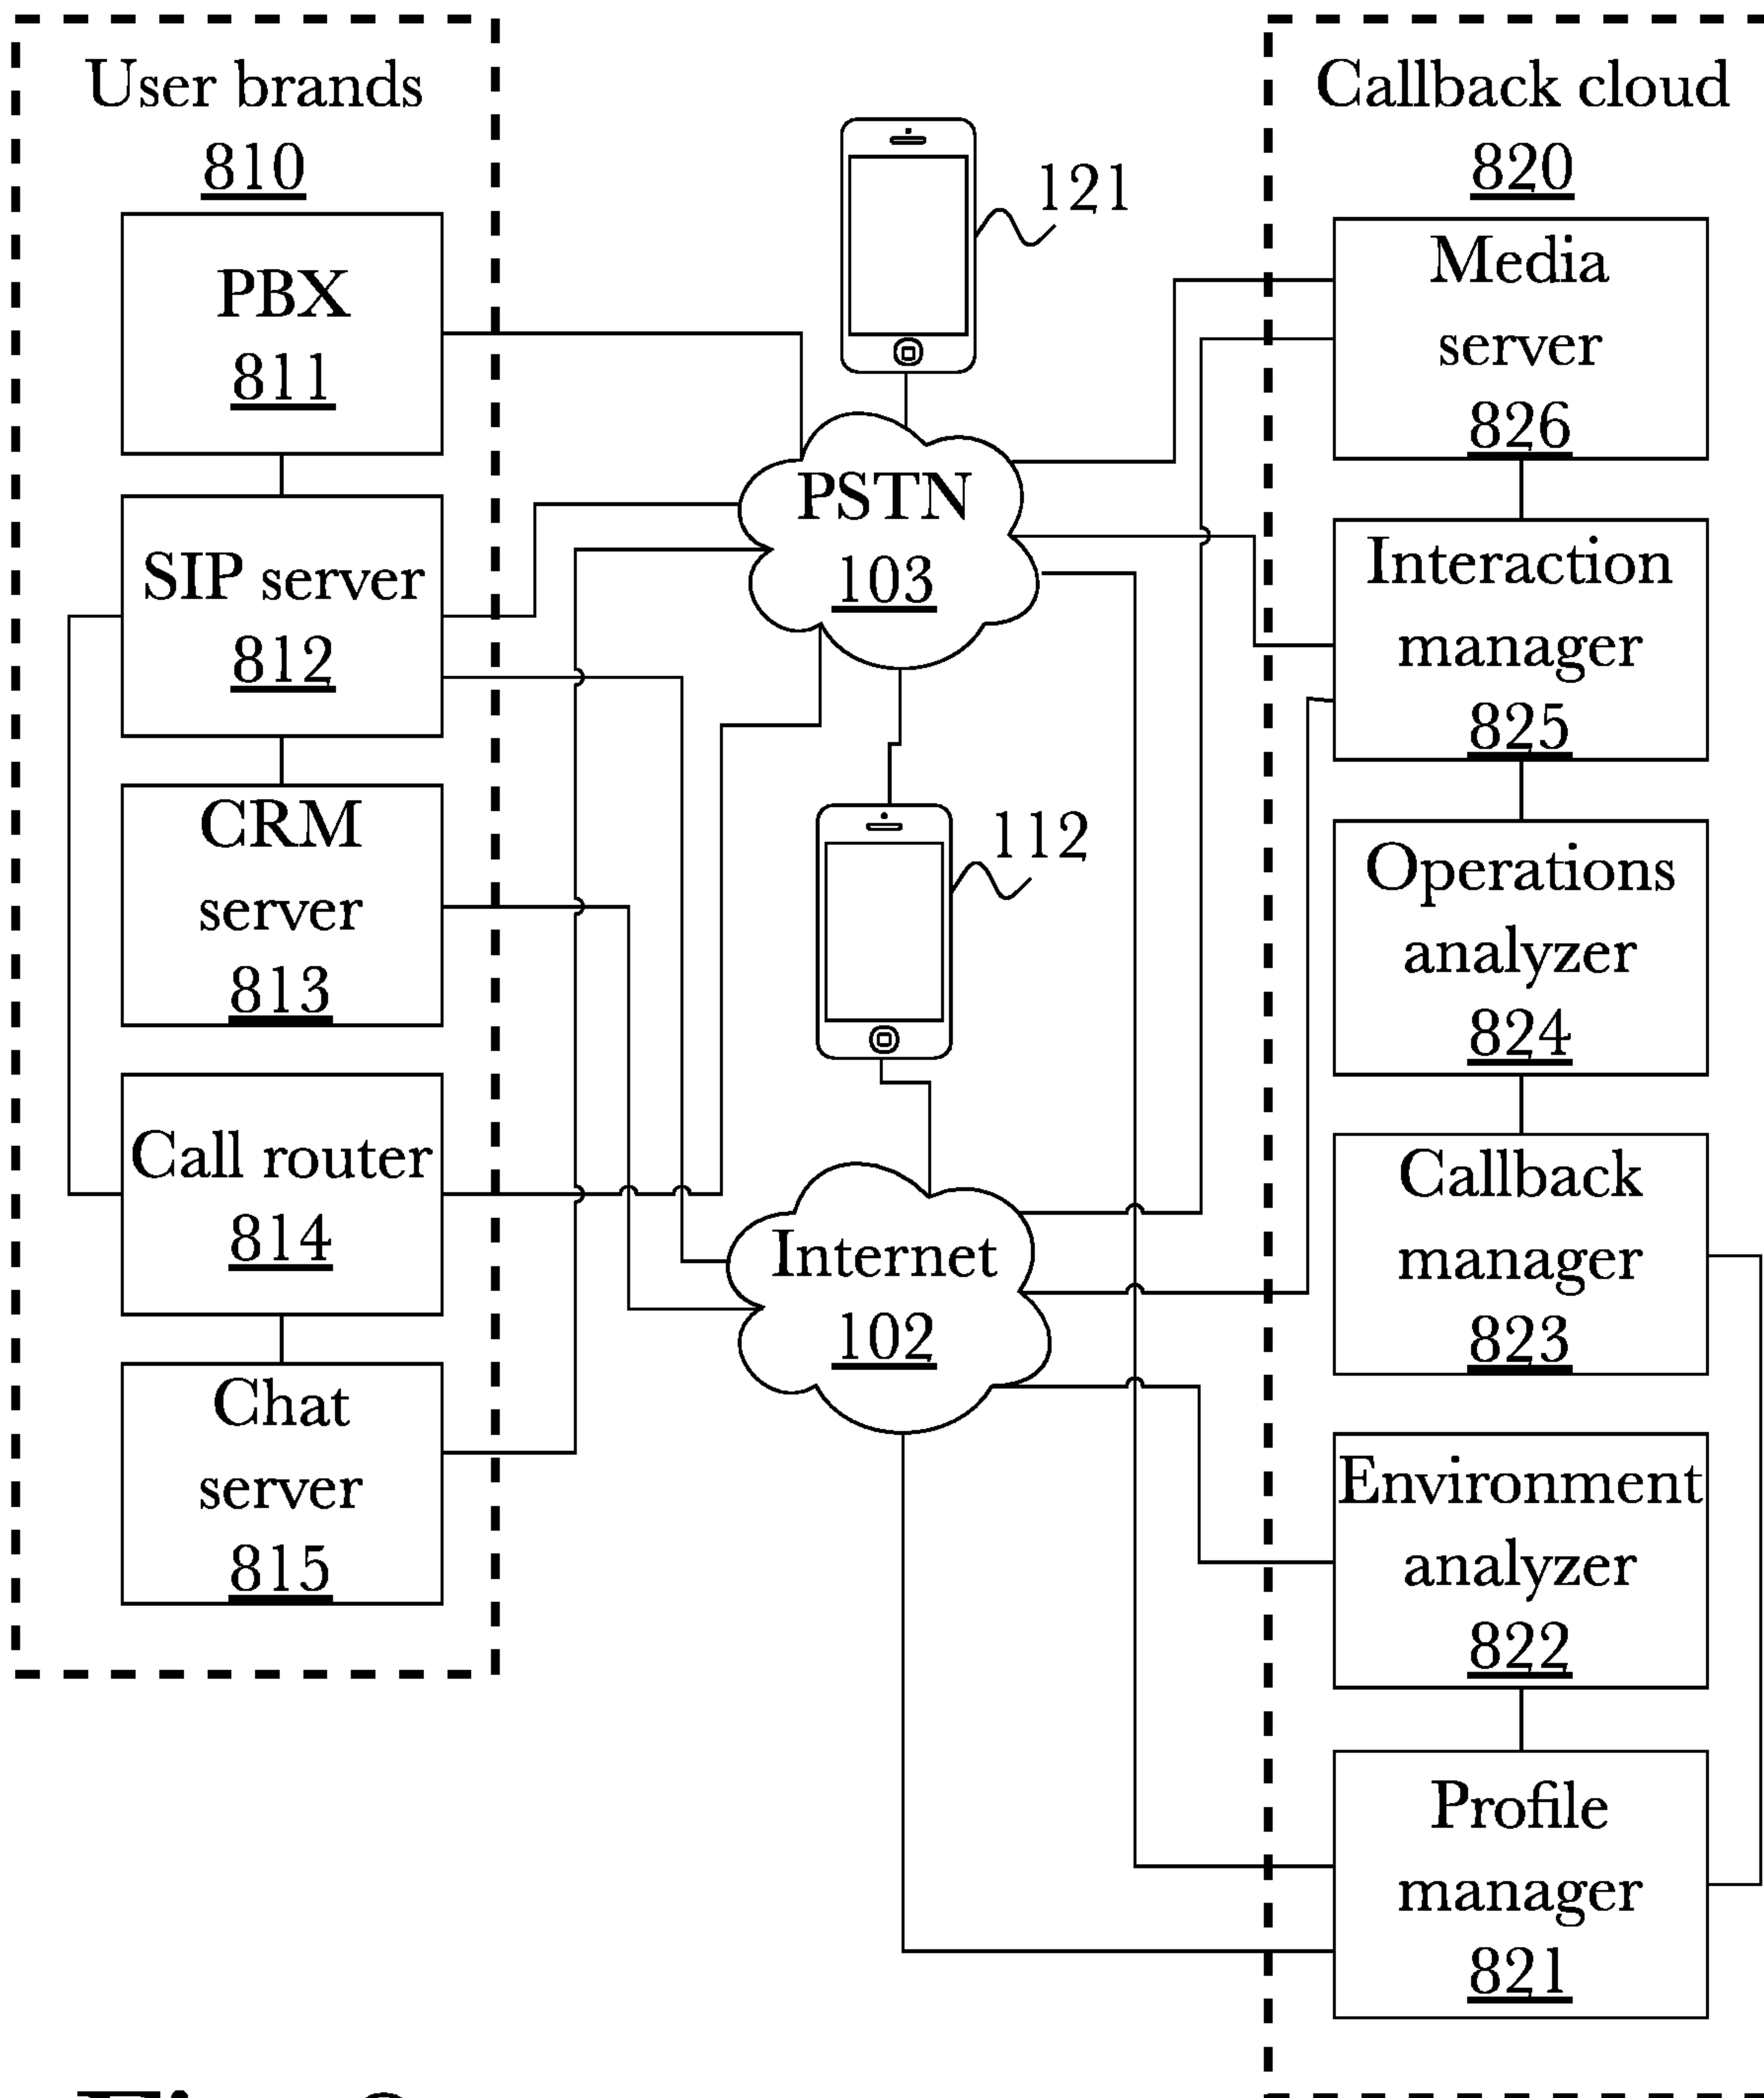 User brands
810
PBX
811
SIP server
812
CRM
server
813
Call router
814
Chat
server
815
121
PSTN
103
112
Internet
102
Callback cloud
820
Media
server
826
Interaction
manager
825
Operations
analyzer
824
Callback
manager
823
Environment
analyzer
822
Profile
manager
821